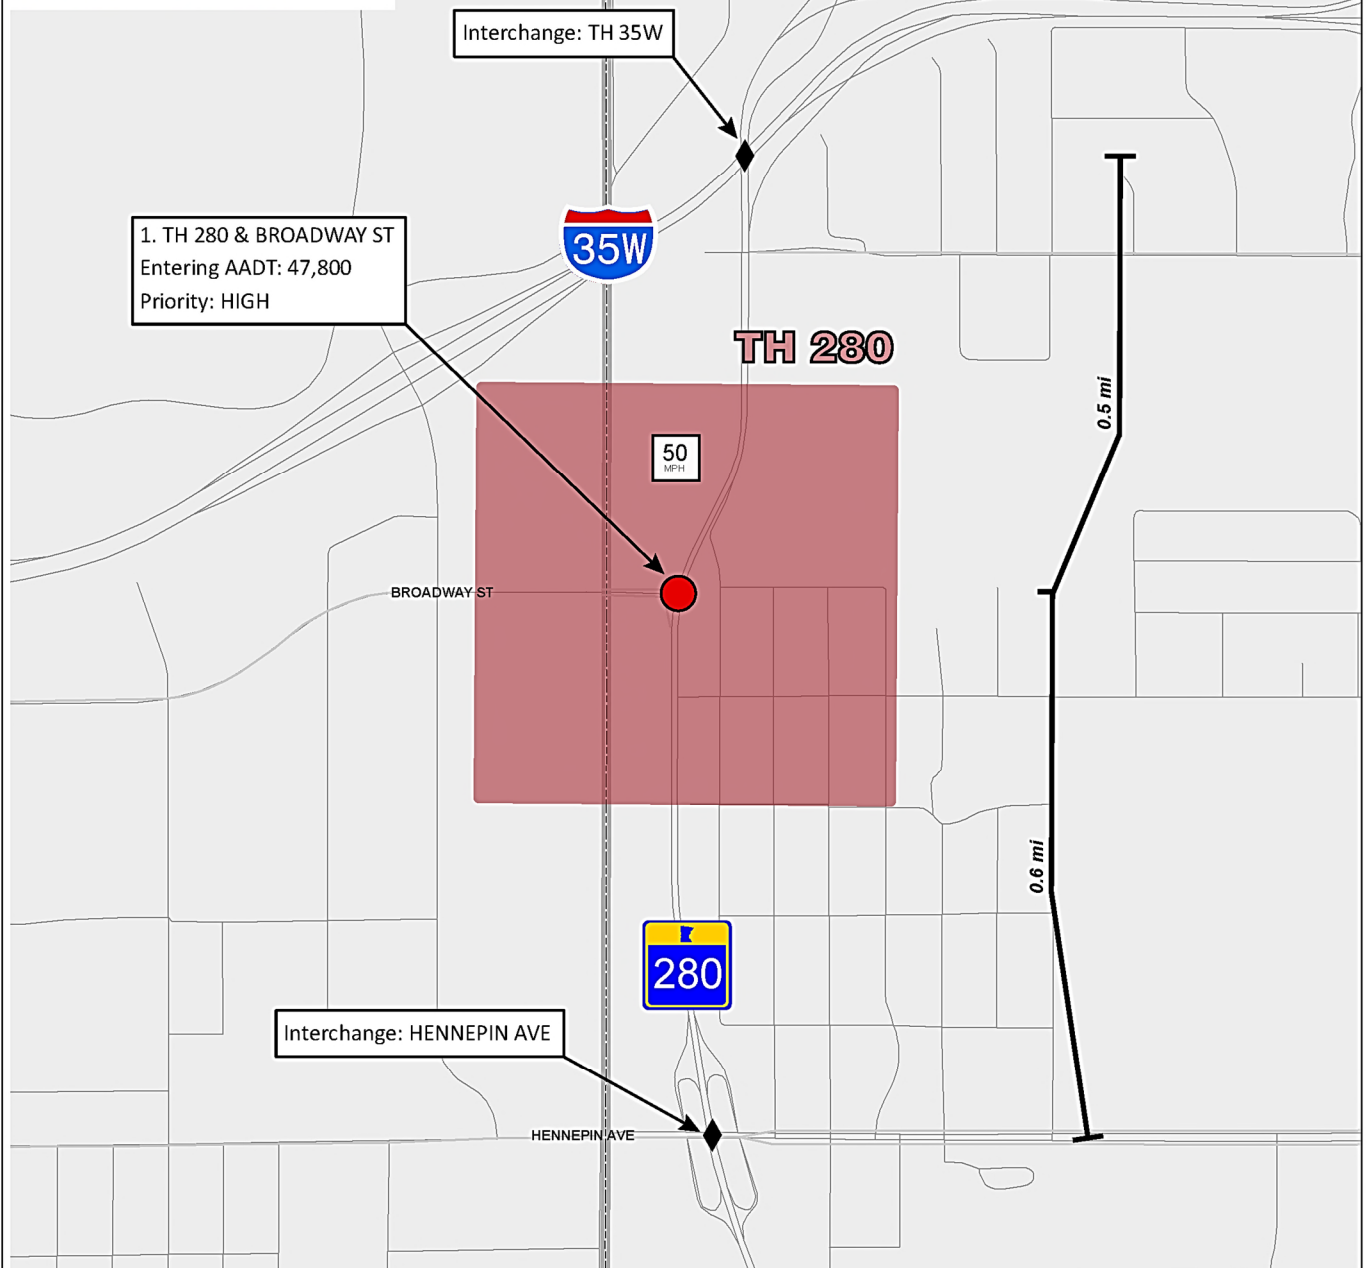 Interchange: TH 35W
1. TH 280 & BROADWAY ST
Entering AADT: 47,800
Priority: HIGH
35W
TH 280
0.5 mi
50
MPH
BROADWAY ST
0.6 mi
280
Interchange: HENNEPIN AVE
HENNEPIN AVE